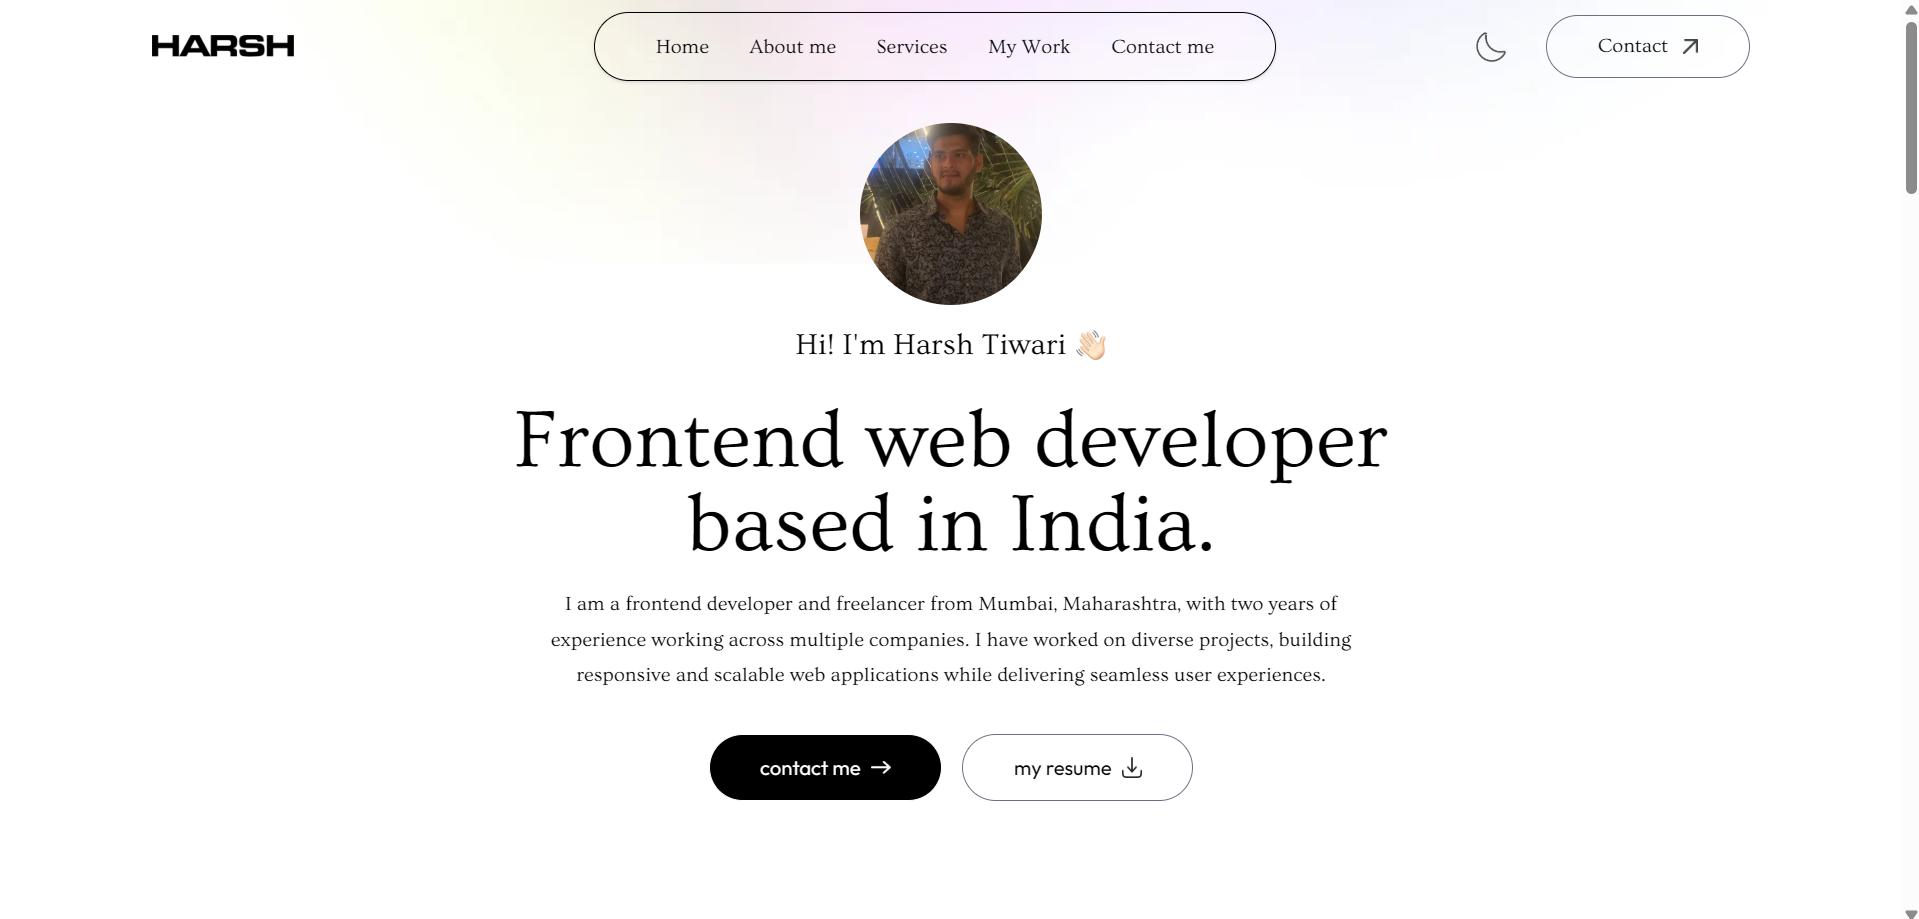 HARSH
Home About me Services My Work Contact me
Contact
Hi! I'm Harsh Tiwari
Frontend web developer
based in India.
I am a frontend developer and freelancer from Mumbai, Maharashtra, with two years of
experience working across multiple companies. I have worked on diverse projects, building
responsive and scalable web applications while delivering seamless user experiences.
contact me
my resume